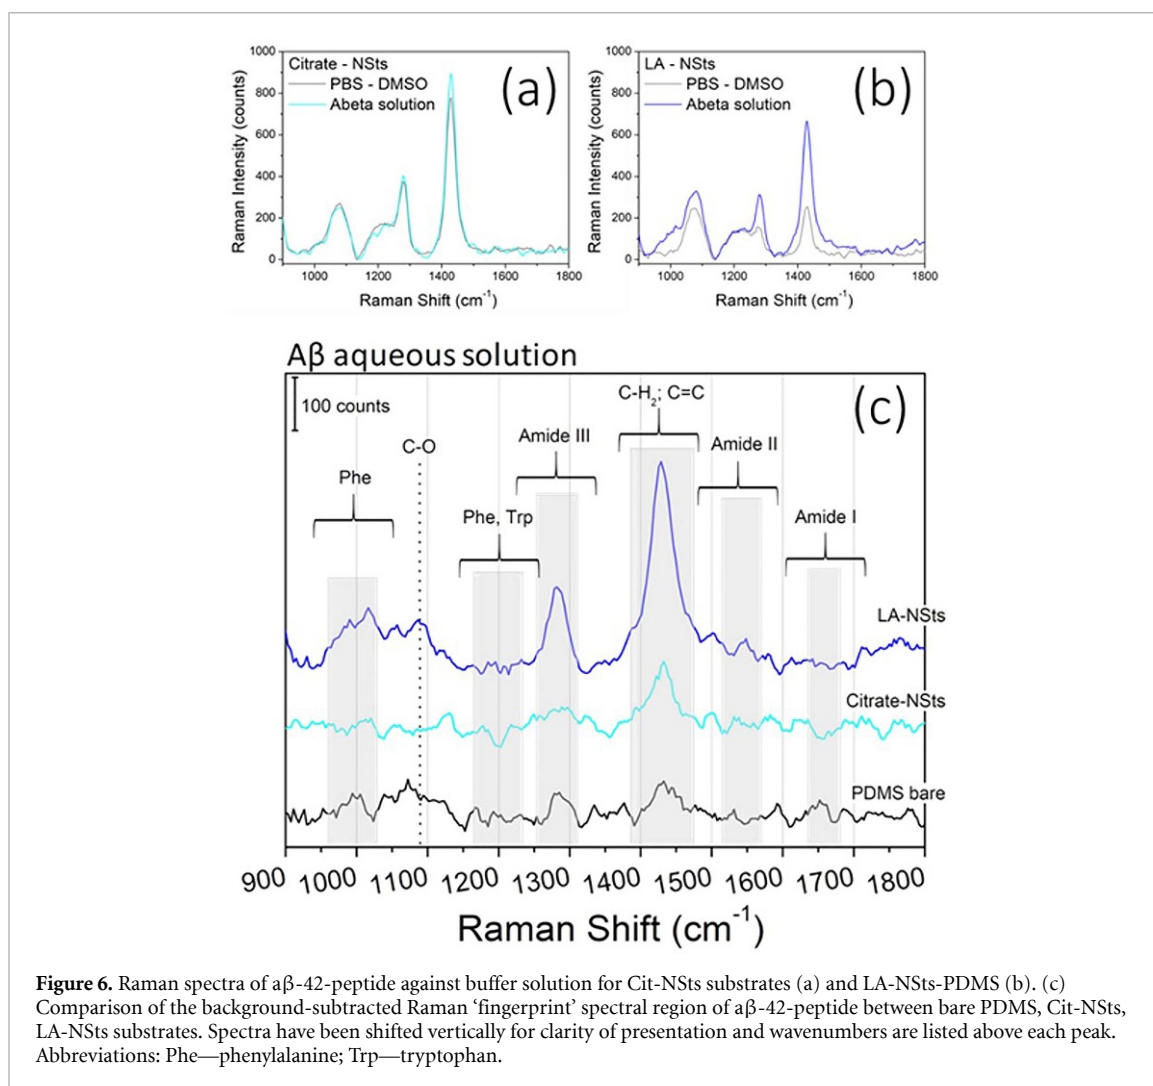 Citrate - NSts
PBS - DMSO
Abeta solution
(a)
1000
800
600
400
200
0
Raman Intensity (counts)
1000 1200 1400 1600 1800
Raman Shift (cm-1)
LA - NSts
PBS - DMSO
Abeta solution
(b)
1000
800
600
400
200
0
Raman Intensity (counts)
1000 1200 1400 1600 1800
Raman Shift (cm-1)
Aβ aqueous solution
100 counts
(c)
C-H2; C=C
Amide III
C-O
Amide II
Phe
Phe, Trp
Amide I
LA-NSts
Citrate-NSts
PDMS bare
900 1000 1100 1200 1300 1400 1500 1600 1700 1800
Raman Shift (cm-1)
Figure 6. Raman spectra of aβ-42-peptide against buffer solution for Cit-NSts substrates (a) and LA-NSts-PDMS (b). (c)
Comparison of the background-subtracted Raman ‘fingerprint’ spectral region of aβ-42-peptide between bare PDMS, Cit-NSts,
LA-NSts substrates. Spectra have been shifted vertically for clarity of presentation and wavenumbers are listed above each peak.
Abbreviations: Phe—phenylalanine; Trp—tryptophan.